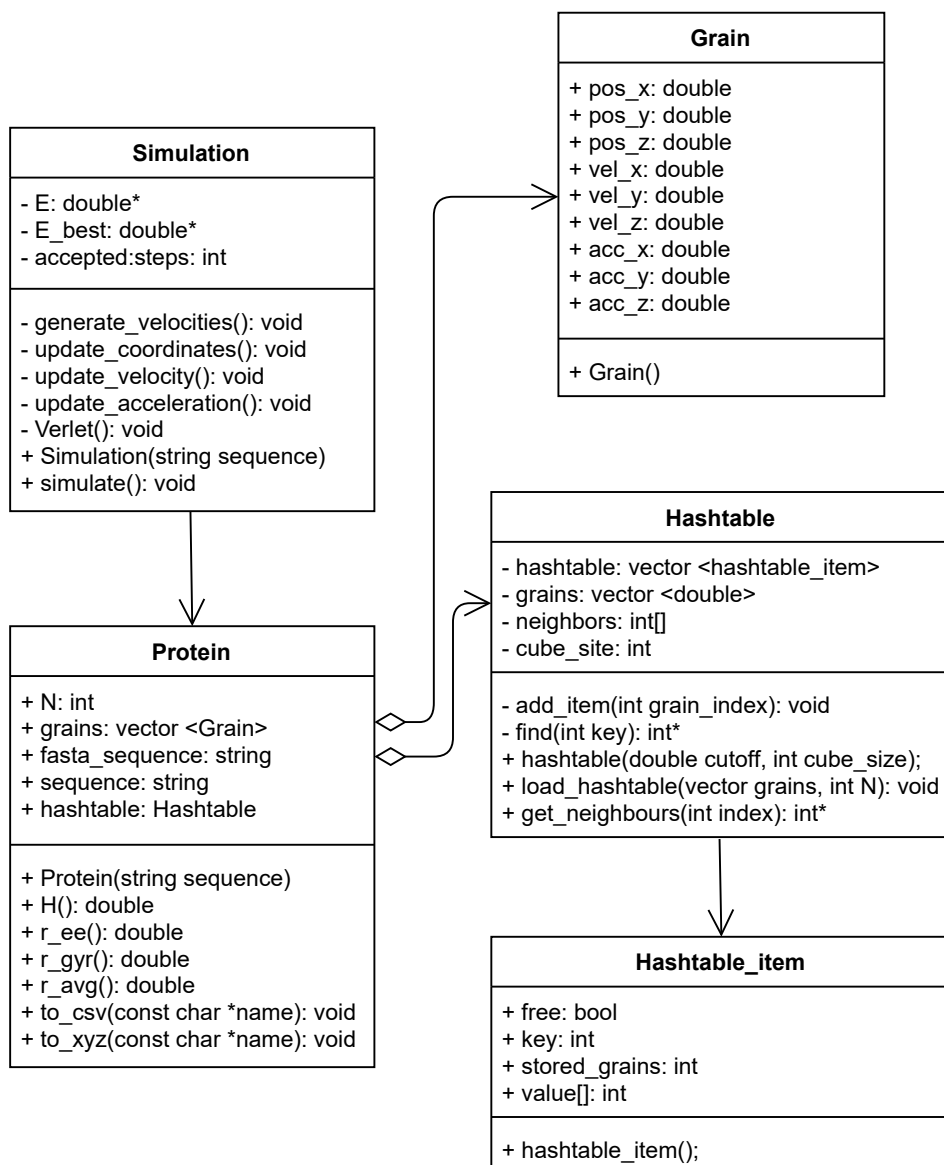 Grain
+ pos_x: double
+ pos_y: double
+ pos_z: double
+ vel_x: double
+ vel_y: double
+ vel_z: double
+ acc_x: double
+ acc_y: double
+ acc_z: double
+ Grain()
Simulation
- E: double*
- E_best: double*
- accepted:steps: int
- generate_velocities(): void
- update_coordinates(): void
- update_velocity(): void
- update_acceleration(): void
- Verlet(): void
+ Simulation(string sequence)
+ simulate(): void
Hashtable
- hashtable: vector <hashtable_item>
- grains: vector <double>
- neighbors: int[]
- cube_site: int
- add_item(int grain_index): void
- find(int key): int*
+ hashtable(double cutoff, int cube_size);
+ load_hashtable(vector grains, int N): void
+ get_neighbours(int index): int*
Protein
+ N: int
+ grains: vector <Grain>
+ fasta_sequence: string
+ sequence: string
+ hashtable: Hashtable
+ Protein(string sequence)
+ H(): double
+ r_ee(): double
+ r_gyr(): double
+ r_avg(): double
+ to_csv(const char *name): void
+ to_xyz(const char *name): void
Hashtable_item
+ free: bool
+ key: int
+ stored_grains: int
+ value[]: int
+ hashtable_item();